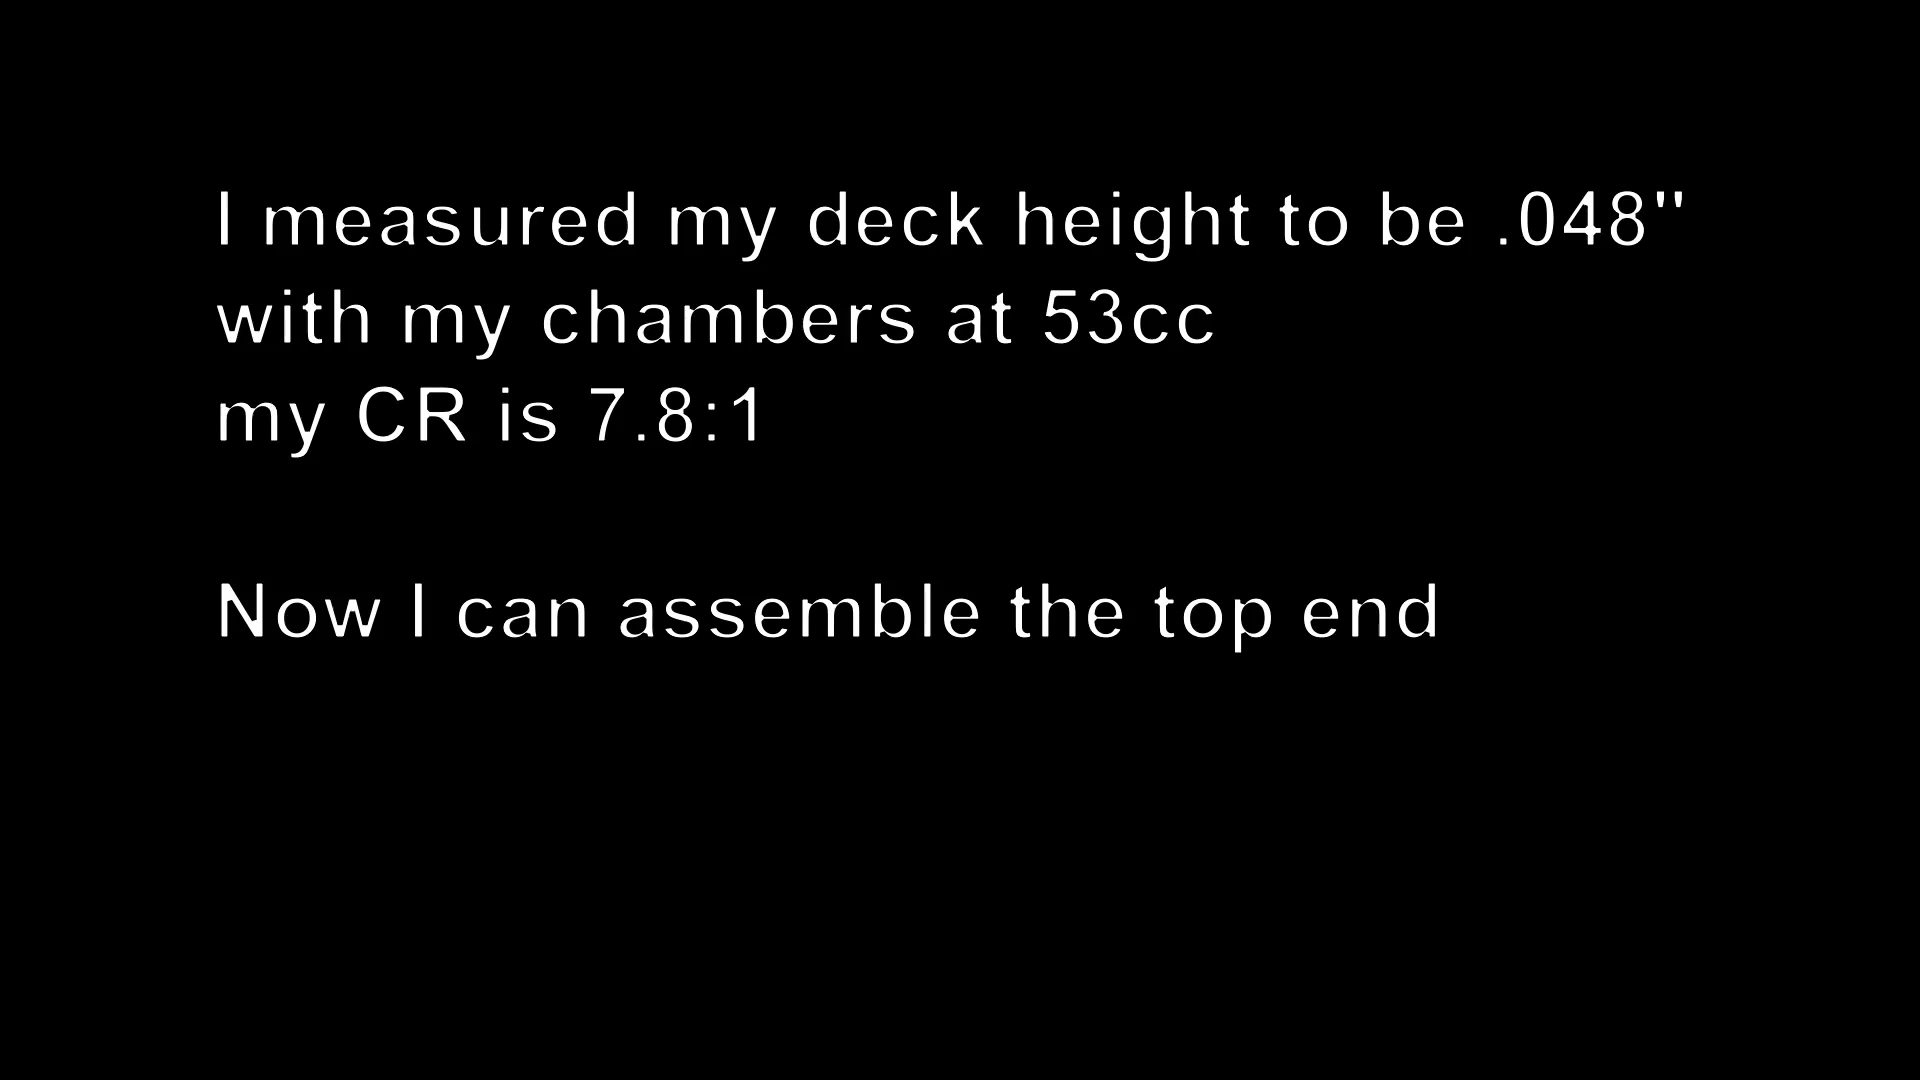 I measured my deck height to be .048"
with my chambers at 53cc
my CR is 7.8:1
Now I can assemble the top end